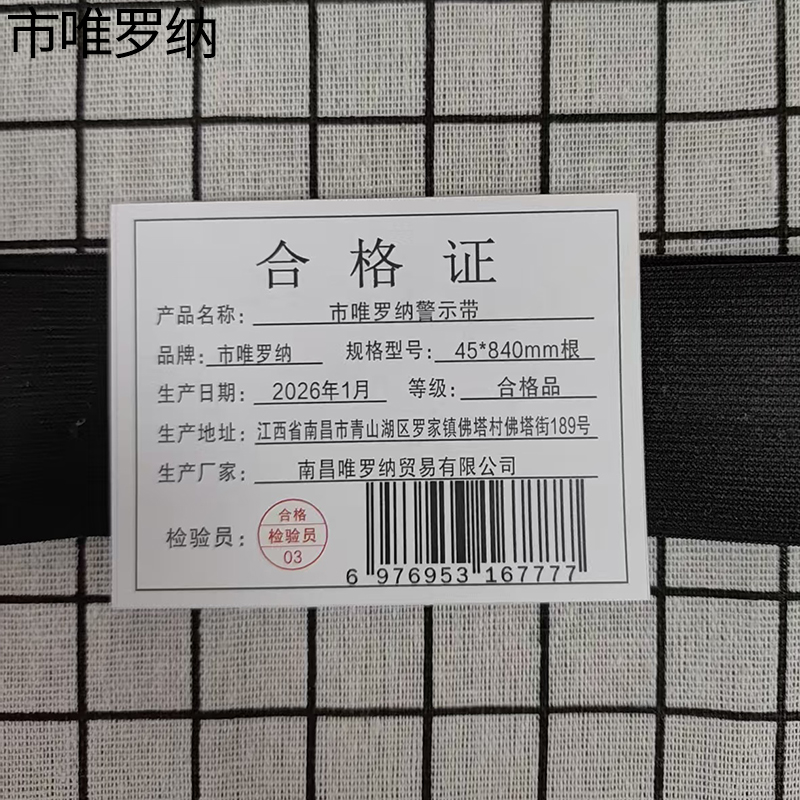 市唯罗纳
合格证
产品名称：市唯罗纳警示带
品牌：市唯罗纳 规格型号：45*840mm根
生产日期：2026年1月 等级：合格品
生产地址：江西省南昌市青山湖区罗家镇佛塔村佛塔街189号
生产厂家：南昌唯罗纳贸易有限公司
检验员：
合格
检验员
03
6 976953 167777